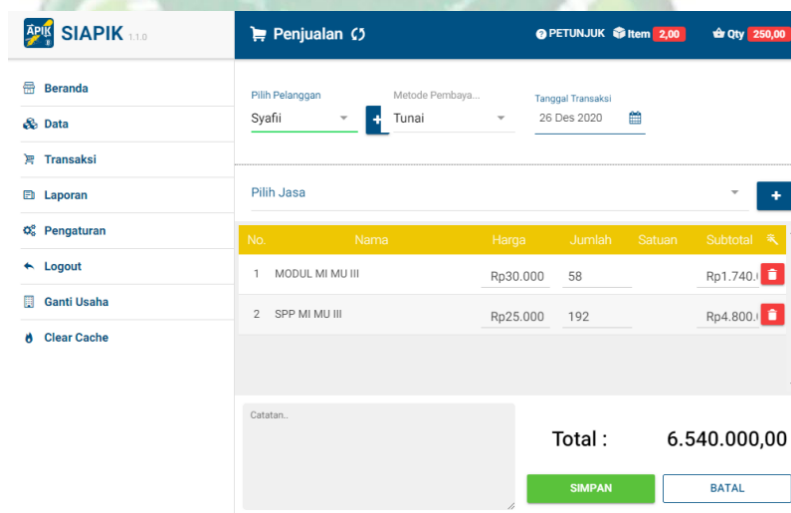 SIAPIK 1.1.0
Penjualan
PETUNJUK Item 2,00 Qty 250,00
Beranda
Data
Transaksi
Laporan
Pengaturan
Logout
Ganti Usaha
Clear Cache
Pilih Pelanggan Metode Pembaya... Tanggal Transaksi
Syafii + Tunai 26 Des 2020
Pilih Jasa +
No. Nama Harga Jumlah Satuan Subtotal
1 MODUL MI MU III Rp30.000 58 Rp1.740.
2 SPP MI MU III Rp25.000 192 Rp4.800.
Catatan..
Total : 6.540.000,00
SIMPAN BATAL